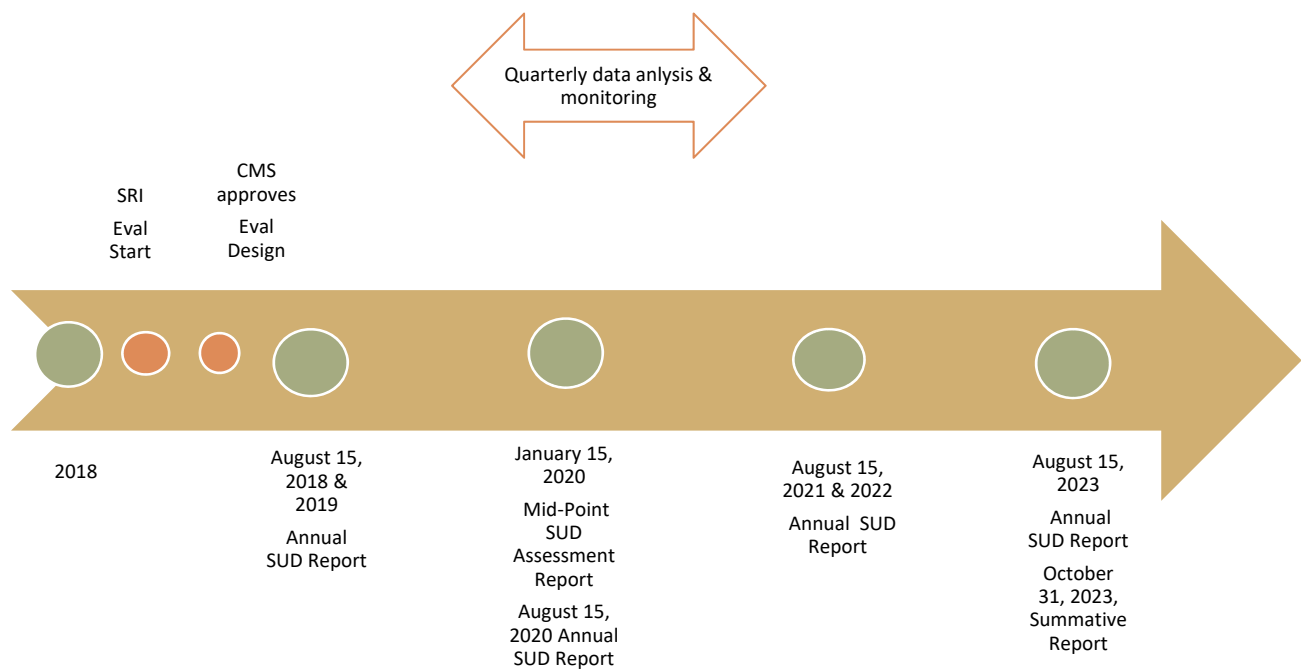 Quarterly data anlysis &
monitoring
SRI
Eval
Start
CMS
approves
Eval
Design
2018
August 15,
2018 &
2019
Annual
SUD Report
January 15,
2020
Mid-Point
SUD
Assessment
Report
August 15,
2020 Annual
SUD Report
August 15,
2021 & 2022
Annual SUD
Report
August 15,
2023
Annual
SUD Report
October
31, 2023,
Summative
Report